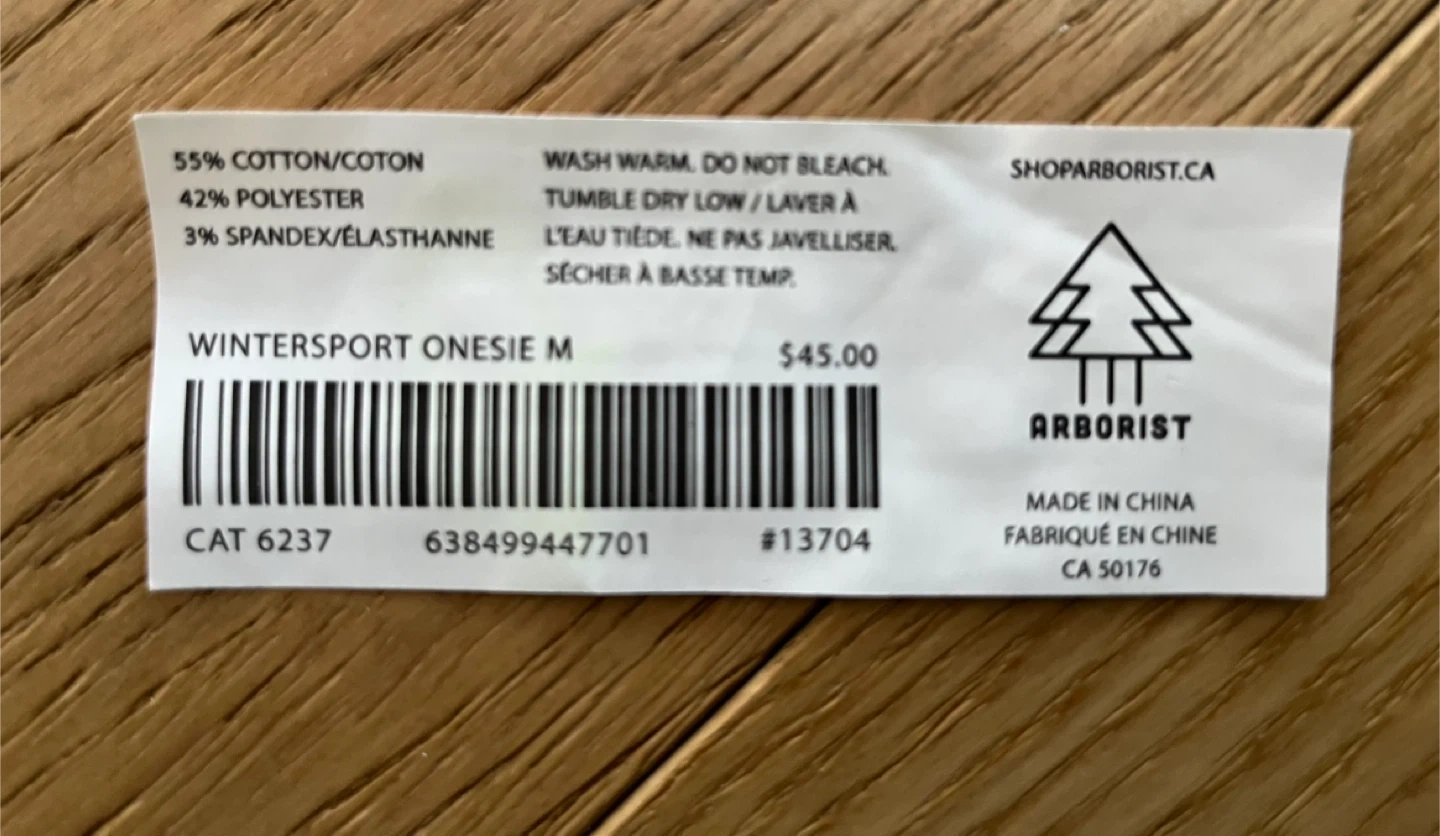 55% COTTON/COTON
42% POLYESTER
3% SPANDEX/ÉLASTHANNE
WASH WARM. DO NOT BLEACH.
TUMBLE DRY LOW / LAVER À
L'EAU TIÈDE. NE PAS JAVELLISER.
SÉCHER À BASSE TEMP.
WINTERSPORT ONESIE M
$45.00
CAT 6237
638499447701
#13704
SHOPARBORIST.CA
ARBORIST
MADE IN CHINA
FABRIQUÉ EN CHINE
CA 50176